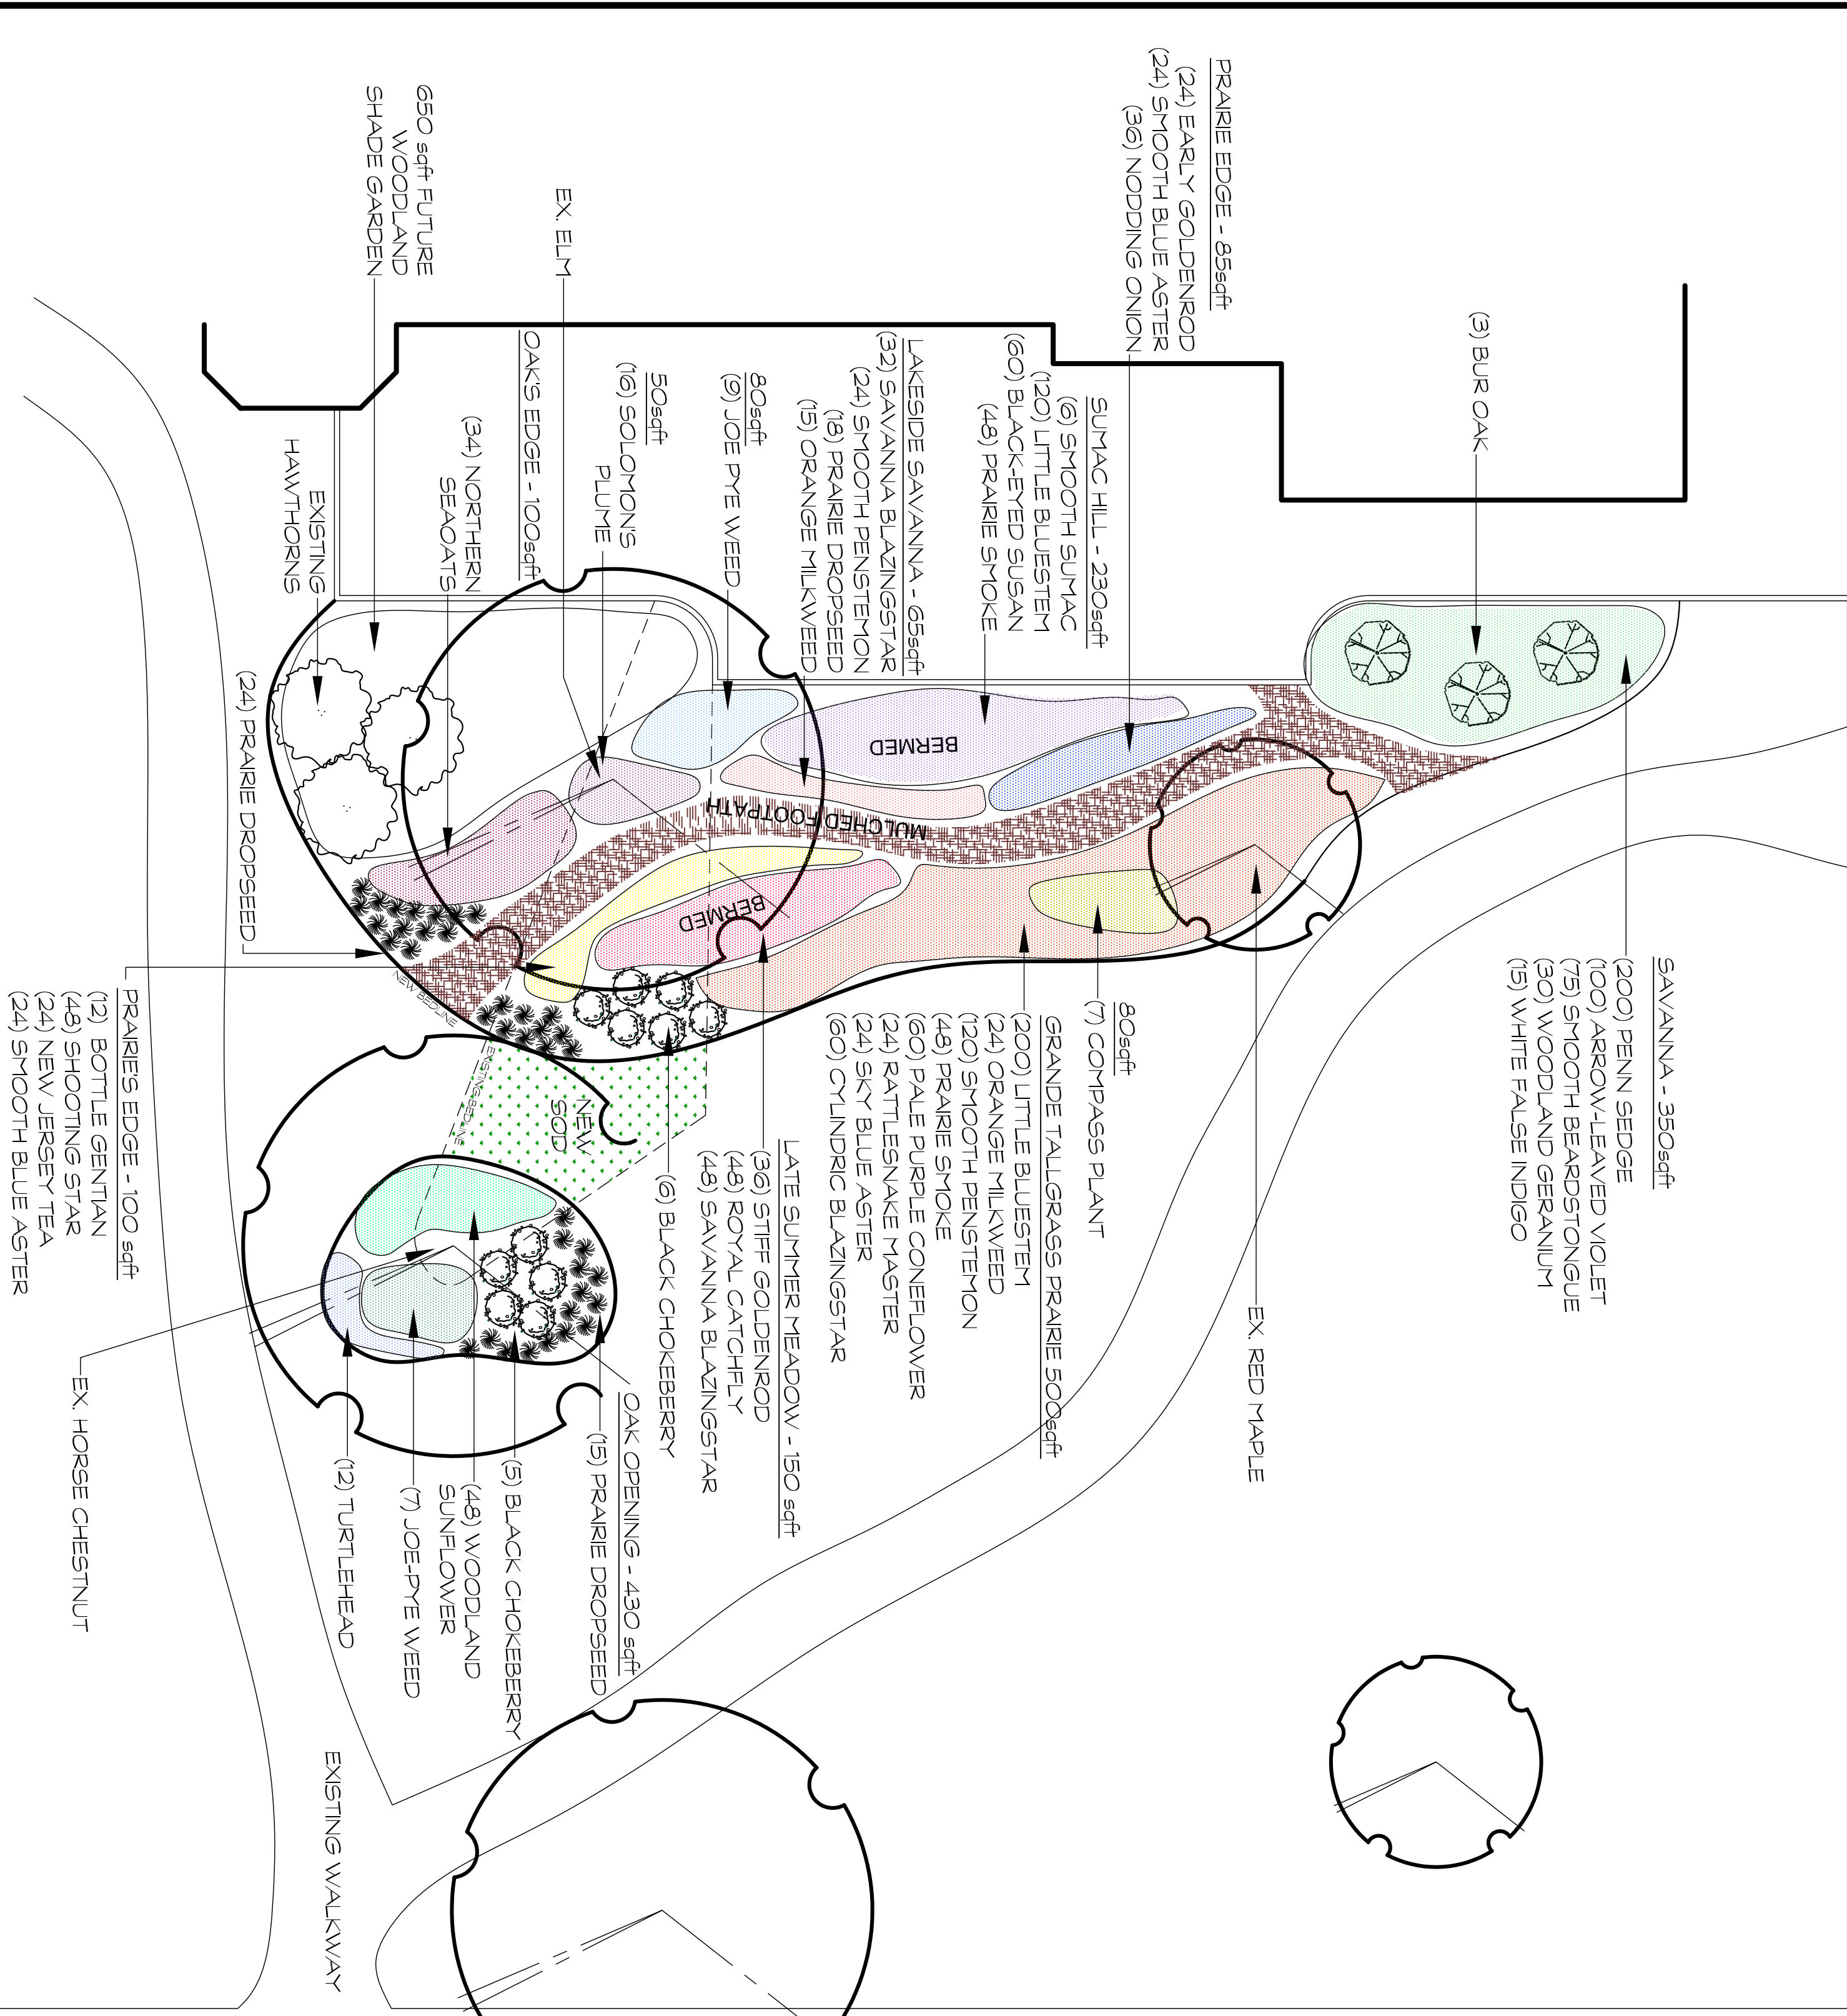 PRAIRIE EDGE - 85sqft
(24) EARLY GOLDENROD
(24) SMOOTH BLUE ASTER
(36) NODDING ONION
(3) BUR OAK
SUMAC HILL - 230sqft
(6) SMOOTH SUMAC
(120) LITTLE BLUESTEM
(60) BLACK-EYED SUSAN
(48) PRAIRIE SMOKE
LAKESIDE SAVANNA - 65sqft
(32) SAVANNA BLAZINGSTAR
(24) SMOOTH PENSTEMON
(18) PRAIRIE DROPSEED
(15) ORANGE MILKWEED
80sqft
(9) JOE PYE WEED
50sqft
(16) SOLOMON'S
PLUME
EX. ELM
OAK'S EDGE - 100sqft
(34) NORTHERN
SEAOATS
650 sqft FUTURE
WOODLAND
SHADE GARDEN
EXISTING
HAWTHORNS
(24) PRAIRIE DROPSEED
BERMED
MULCHED FOOTPATH
BERMED
NEW BEDLINE
EXISTING BEDLINE
NEW
SOD
SAVANNA - 350sqft
(200) PENN SEDGE
(100) ARROW-LEAVED VIOLET
(75) SMOOTH BEARDSTONGUE
(30) WOODLAND GERANIUM
(15) WHITE FALSE INDIGO
EX. RED MAPLE
80sqft
(7) COMPASS PLANT
GRANDE TALLGRASS PRAIRIE 500sqft
(200) LITTLE BLUESTEM
(24) ORANGE MILKWEED
(120) SMOOTH PENSTEMON
(48) PRAIRIE SMOKE
(60) PALE PURPLE CONEFLOWER
(24) RATTLESNAKE MASTER
(24) SKY BLUE ASTER
(60) CYLINDRIC BLAZINGSTAR
LATE SUMMER MEADOW - 150 sqft
(36) STIFF GOLDENROD
(48) ROYAL CATCHFLY
(48) SAVANNA BLAZINGSTAR
(6) BLACK CHOKEBERRY
OAK OPENING - 430 sqft
(15) PRAIRIE DROPSEED
(5) BLACK CHOKEBERRY
(48) WOODLAND
SUNFLOWER
(7) JOE-PYE WEED
(12) TURTLEHEAD
PRAIRIE'S EDGE - 100 sqft
(12) BOTTLE GENTIAN
(48) SHOOTING STAR
(24) NEW JERSEY TEA
(24) SMOOTH BLUE ASTER
EX. HORSE CHESTNUT
EXISTING WALKWAY